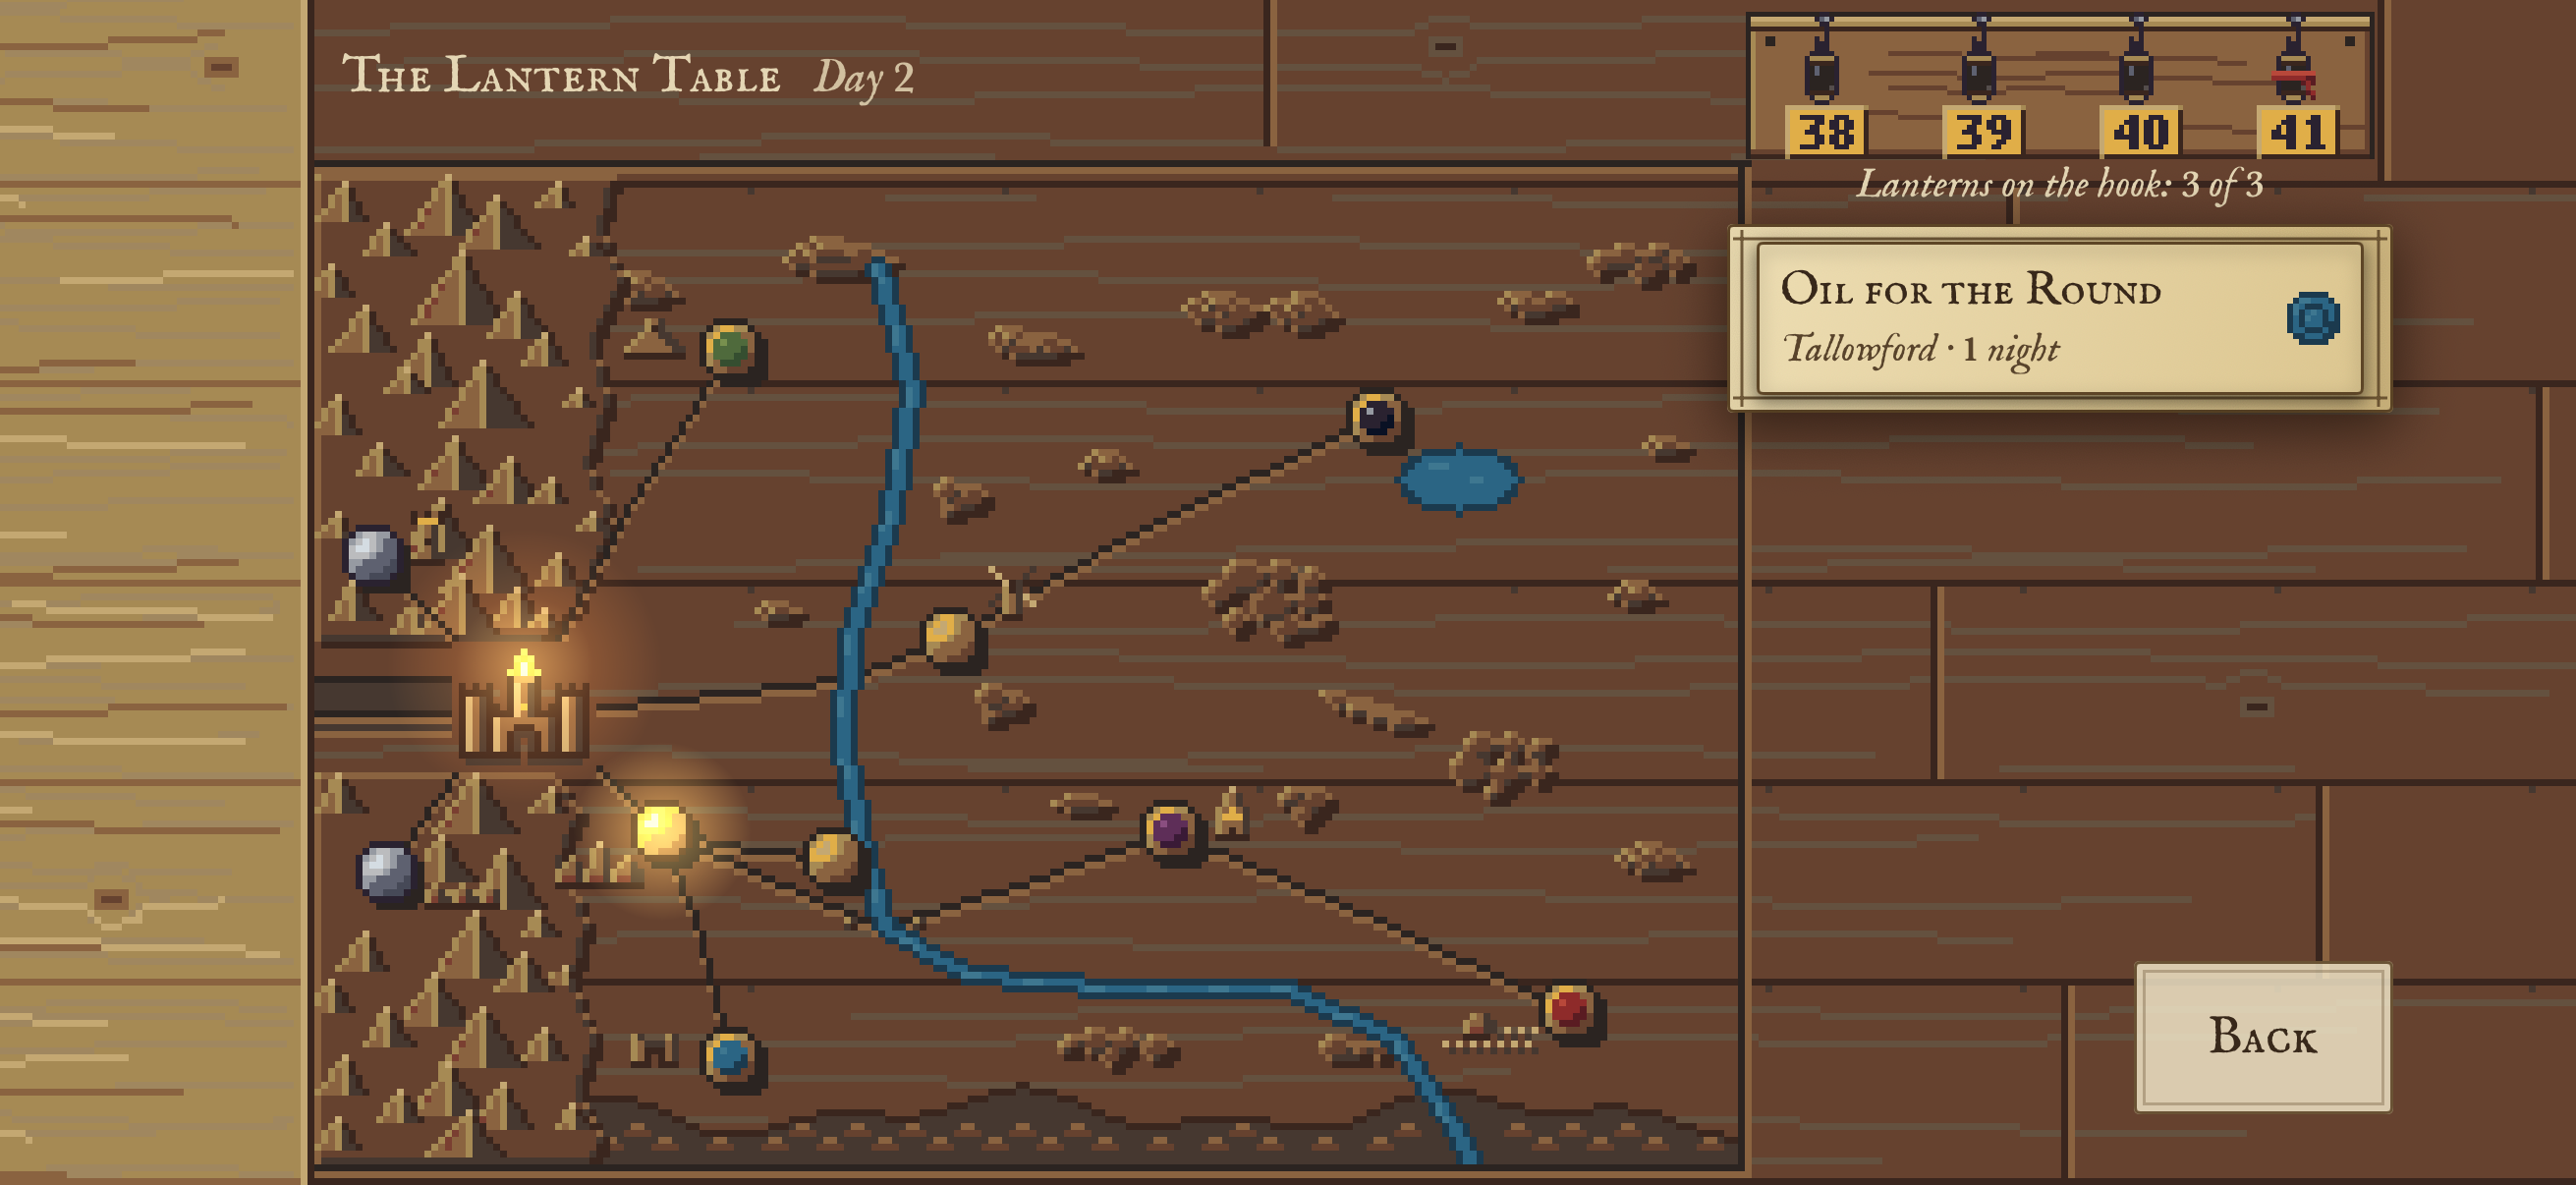 The Lantern Table Day 2
38 39 40 41
Lanterns on the hook: 3 of 3
Oil for the Round
Tallowford · 1 night
Back